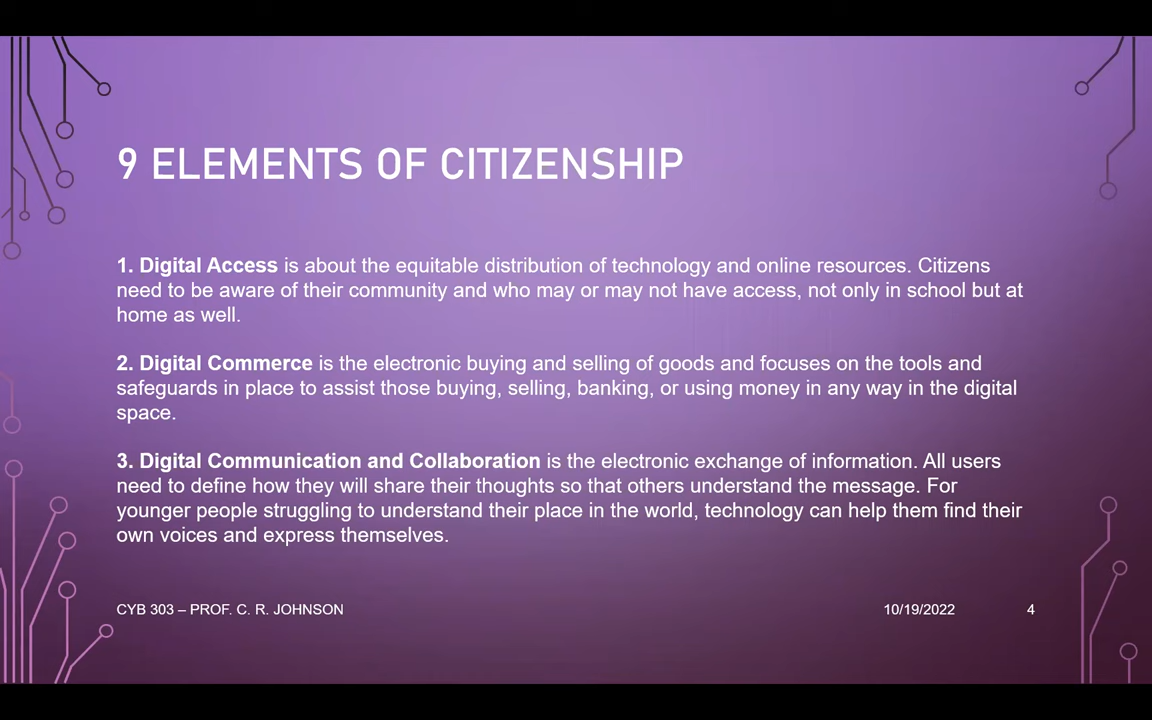 9 ELEMENTS OF CITIZENSHIP
1. Digital Access is about the equitable distribution of technology and online resources. Citizens
need to be aware of their community and who may or may not have access, not only in school but at
home as well.
2. Digital Commerce is the electronic buying and selling of goods and focuses on the tools and
safeguards in place to assist those buying, selling, banking, or using money in any way in the digital
space.
3. Digital Communication and Collaboration is the electronic exchange of information. All users
need to define how they will share their thoughts so that others understand the message. For
younger people struggling to understand their place in the world, technology can help them find their
own voices and express themselves.
CYB 303 – PROF. C. R. JOHNSON 10/19/2022 4